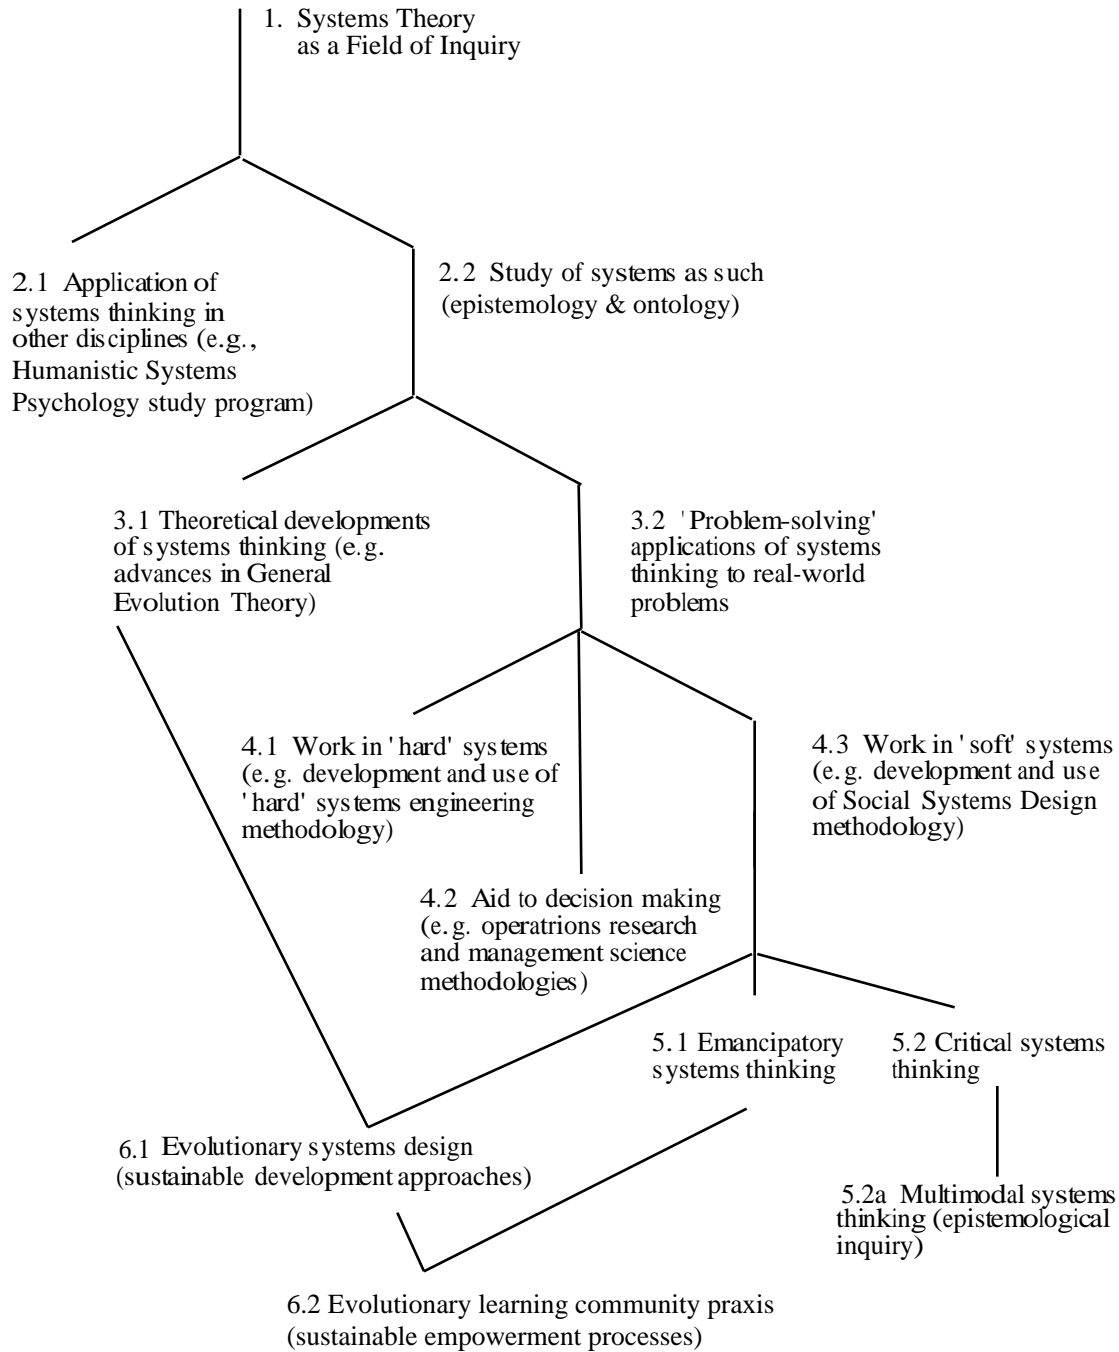 1. Systems Theory
as a Field of Inquiry
2.1 Application of
systems thinking in
other disciplines (e.g.,
Humanistic Systems
Psychology study program)
2.2 Study of systems as such
(epistemology & ontology)
3.1 Theoretical developments
of systems thinking (e.g.
advances in General
Evolution Theory)
3.2 'Problem-solving'
applications of systems
thinking to real-world
problems
4.1 Work in 'hard' systems
(e.g. development and use of
'hard' systems engineering
methodology)
4.2 Aid to decision making
(e.g. operatrions research
and management science
methodologies)
4.3 Work in 'soft' systems
(e.g. development and use
of Social Systems Design
methodology)
5.1 Emancipatory
systems thinking
5.2 Critical systems
thinking
5.2a Multimodal systems
thinking (epistemological
inquiry)
6.1 Evolutionary systems design
(sustainable development approaches)
6.2 Evolutionary learning community praxis
(sustainable empowerment processes)